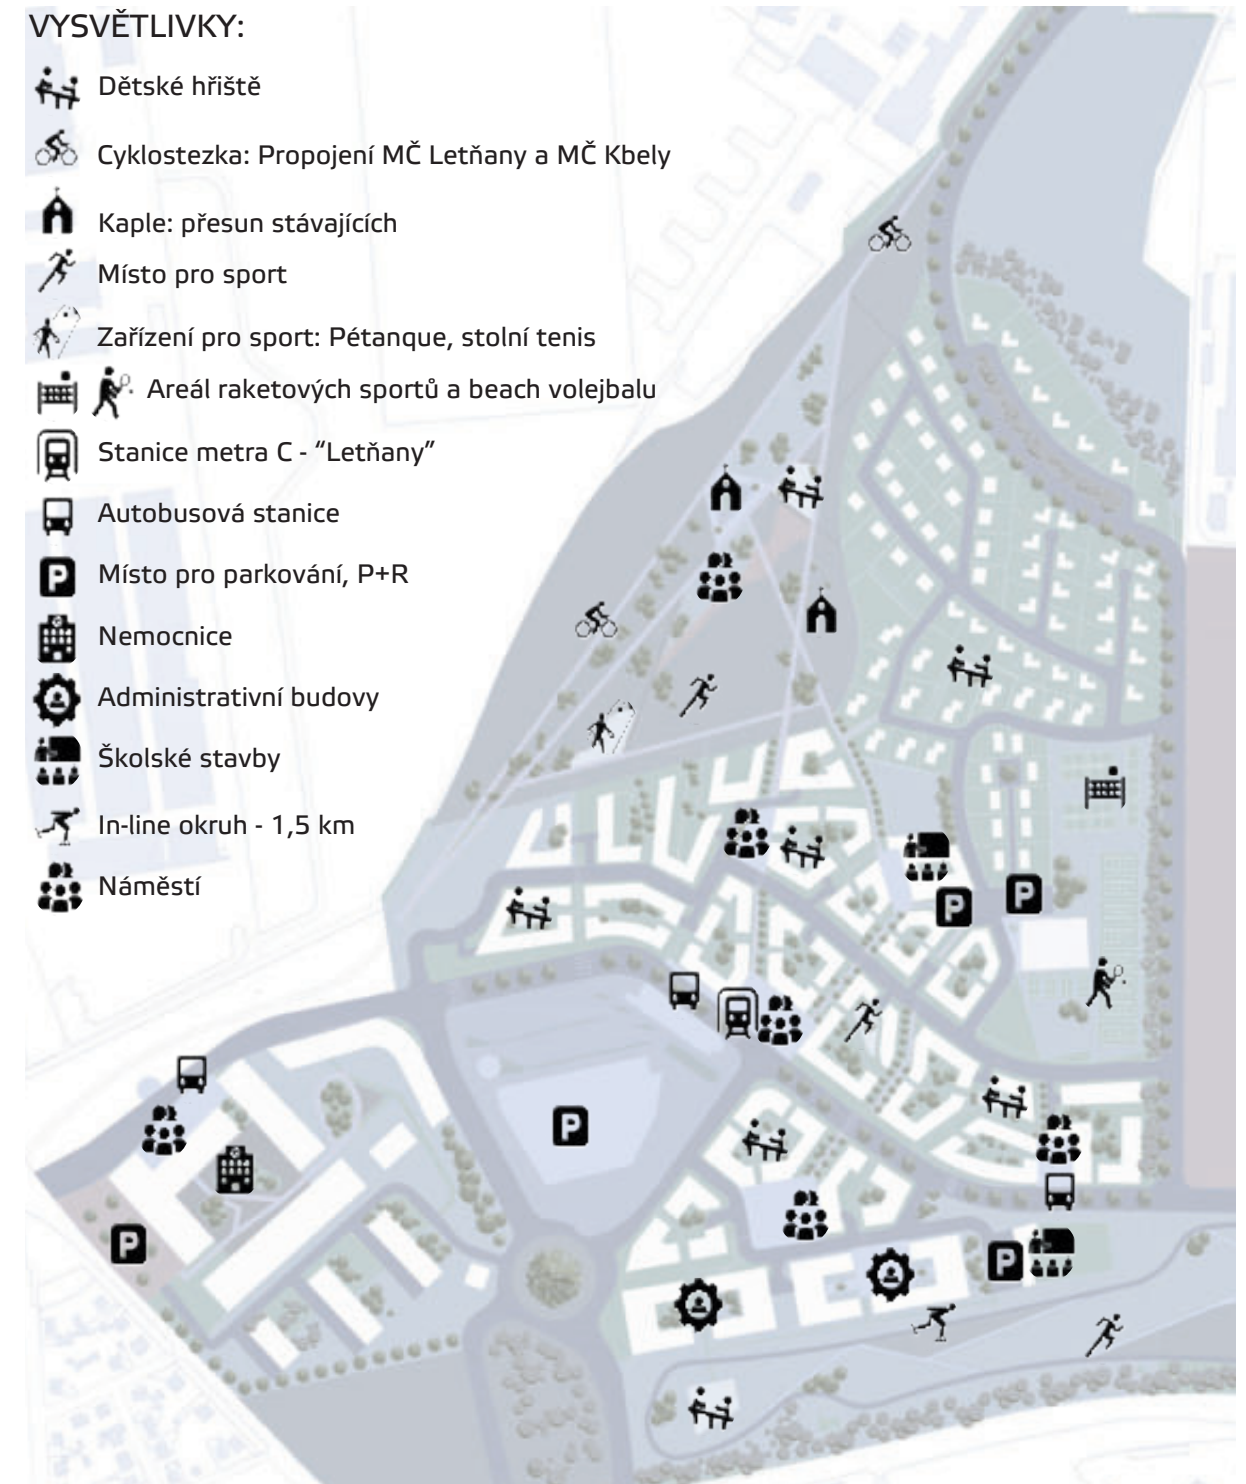 VYSVĚTLIVKY:
Dětské hřiště
Cyklostezka: Propojení MČ Letňany a MČ Kbely
Kaple: přesun stávajících
Místo pro sport
Zařízení pro sport: Pétanque, stolní tenis
Areál raketových sportů a beach volejbalu
Stanice metra C - “Letňany”
Autobusová stanice
P Místo pro parkování, P+R
Nemocnice
Administrativní budovy
Školské stavby
In-line okruh - 1,5 km
Náměstí
P
P
P
P
P